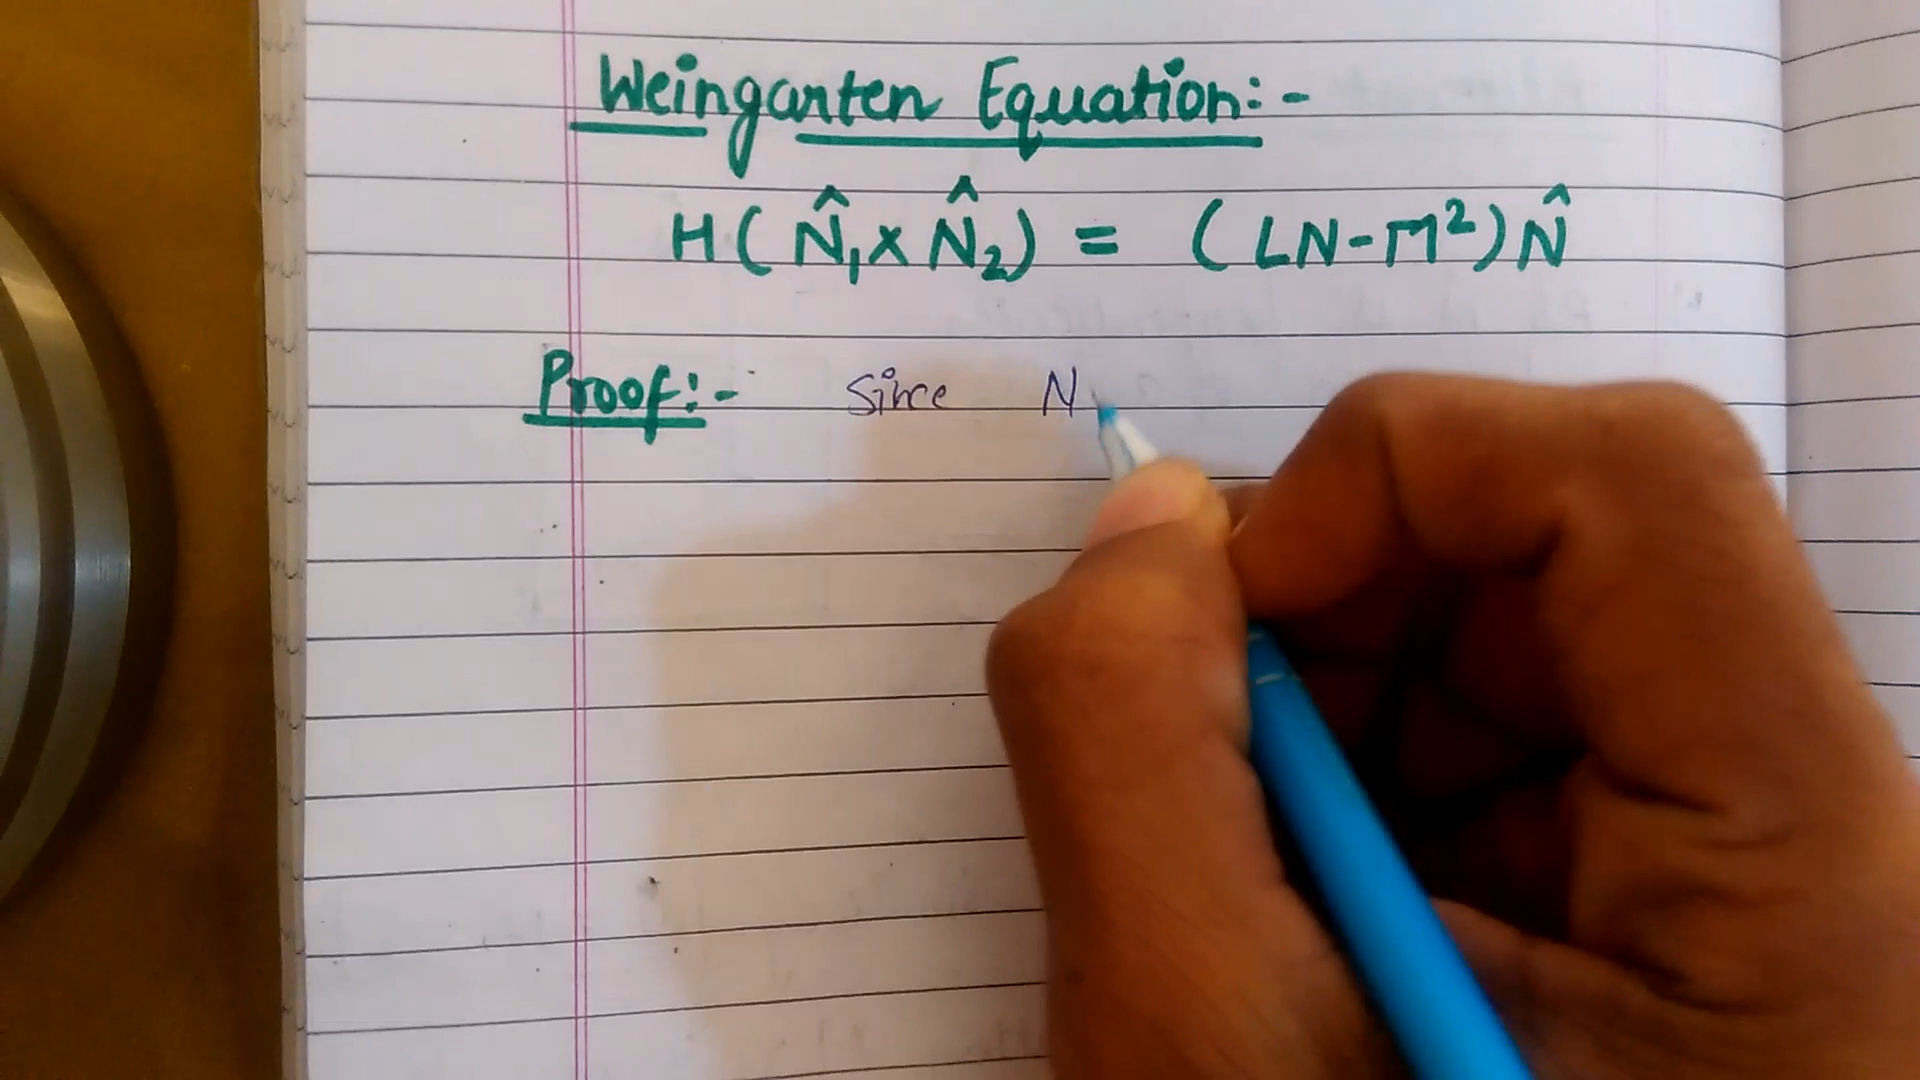 Weingarten Equation:-
H(N̂₁×N̂₂) = (LN-M²)N̂
Proof:- Since N